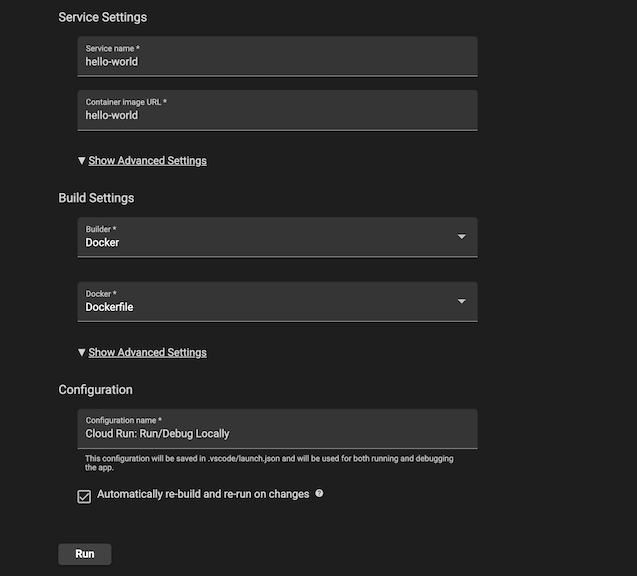 Service Settings
Service name *
hello-world
Container image URL *
hello-world
▼ Show Advanced Settings
Build Settings
Builder *
Docker
Docker *
Dockerfile
▼ Show Advanced Settings
Configuration
Configuration name *
Cloud Run: Run/Debug Locally
This configuration will be saved in .vscode/launch.json and will be used for both running and debugging
the app.
Automatically re-build and re-run on changes ?
Run